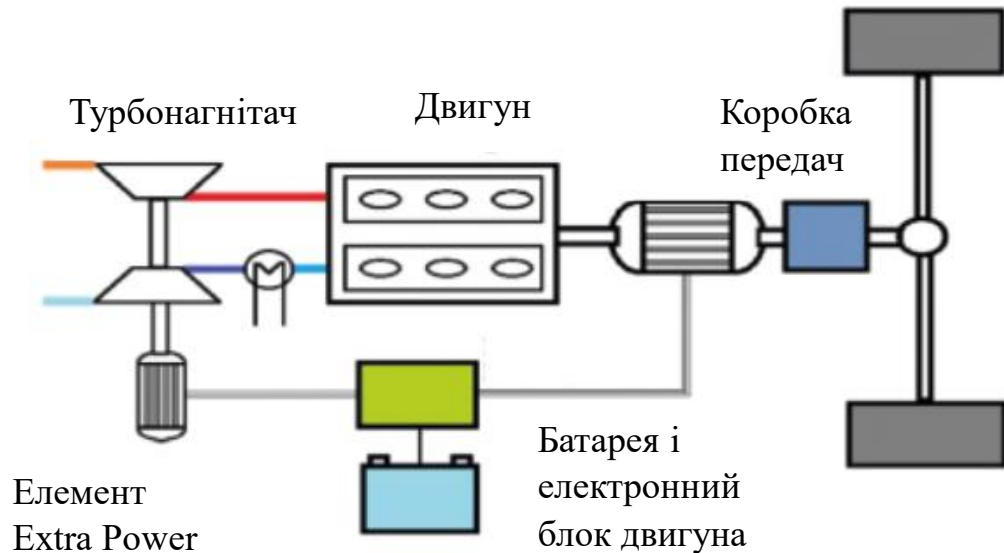 Турбонагнітач
Двигун
Коробка
передач
Елемент
Extra Power
Батарея і
електронний
блок двигуна